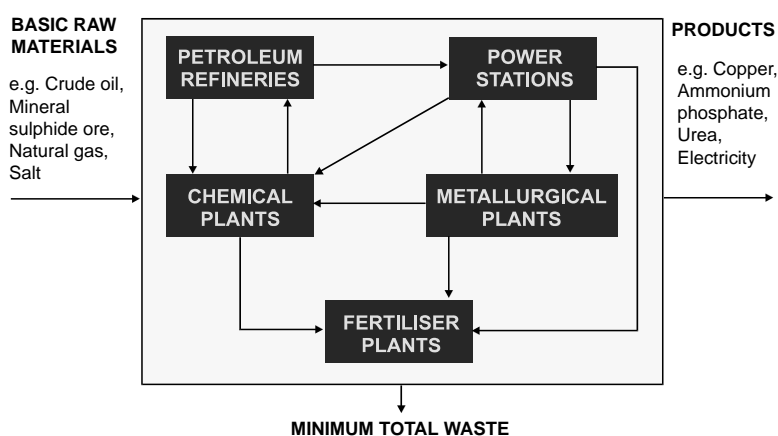 BASIC RAW
MATERIALS
e.g. Crude oil,
Mineral
sulphide ore,
Natural gas,
Salt
PETROLEUM
REFINERIES
POWER
STATIONS
CHEMICAL
PLANTS
METALLURGICAL
PLANTS
FERTILISER
PLANTS
PRODUCTS
e.g. Copper,
Ammonium
phosphate,
Urea,
Electricity
MINIMUM TOTAL WASTE